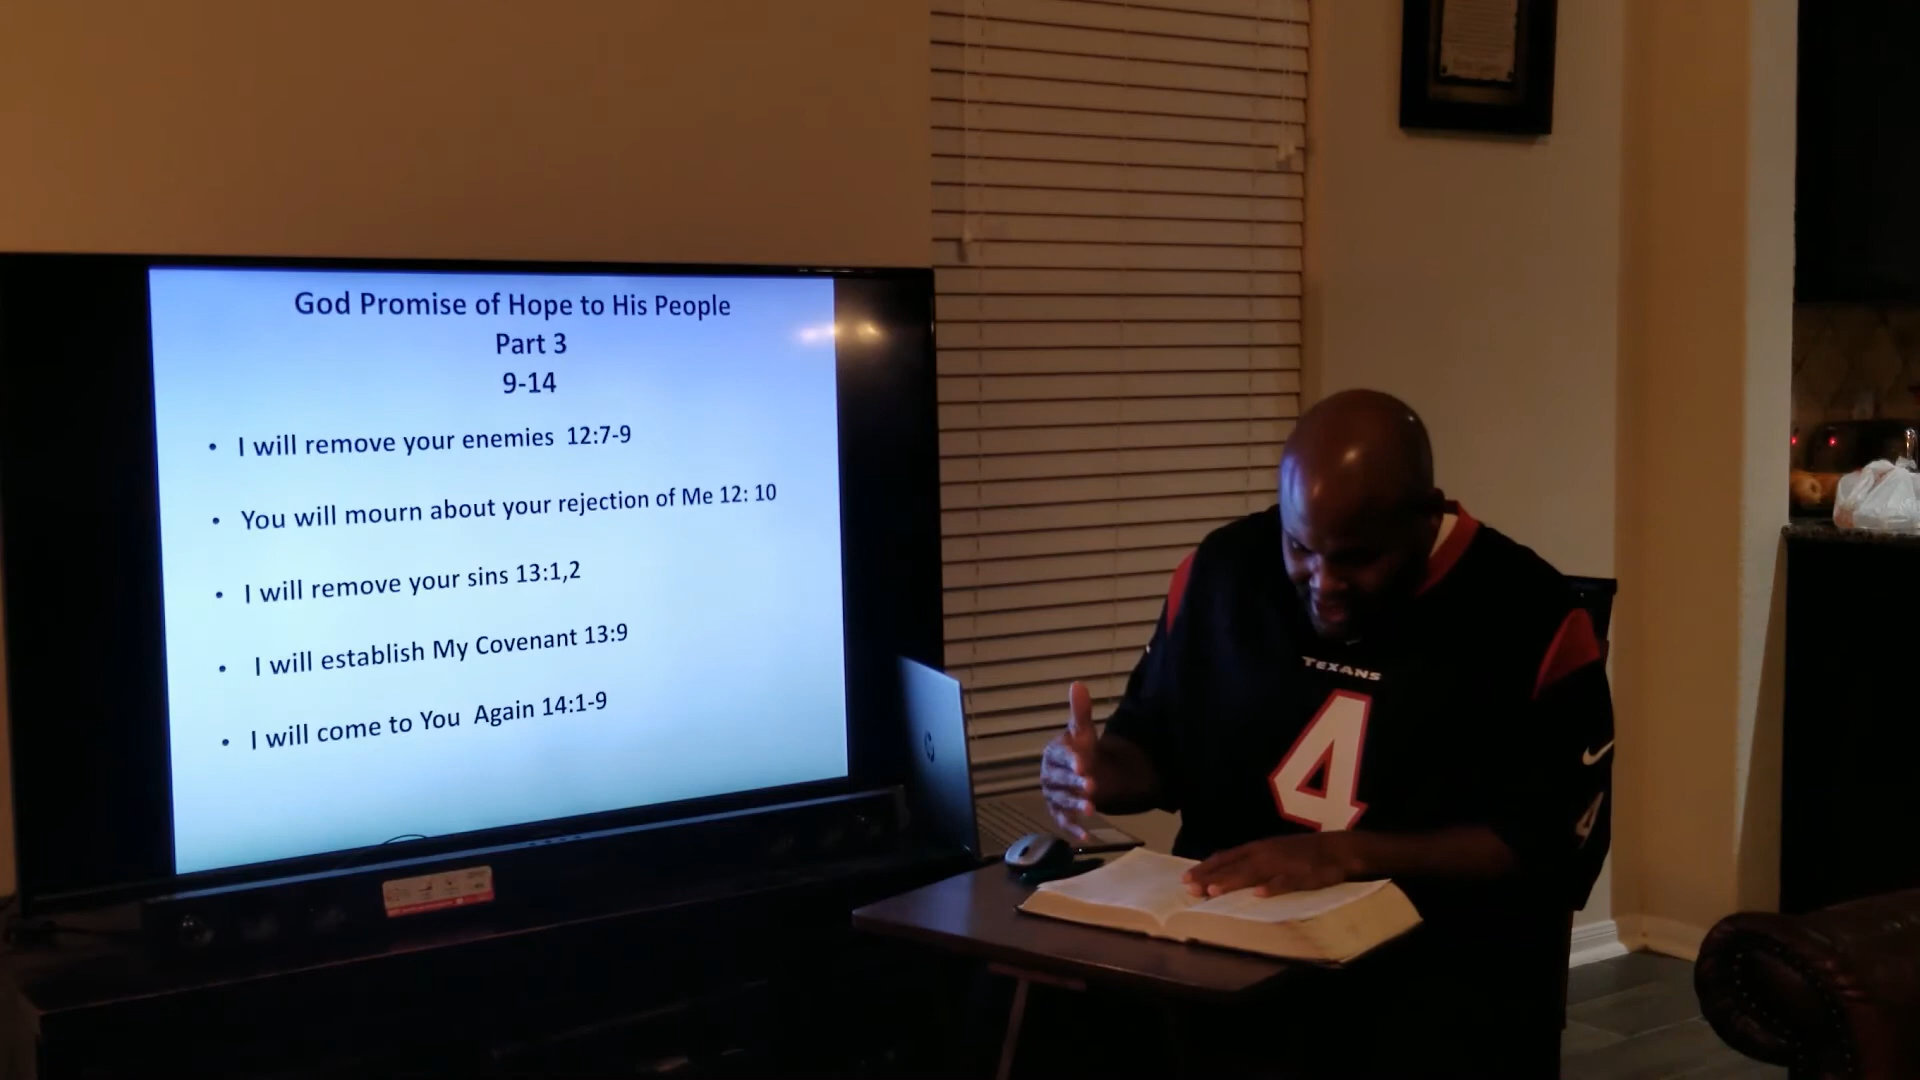 God Promise of Hope to His People
Part 3
9-14
• I will remove your enemies 12:7-9
• You will mourn about your rejection of Me 12: 10
• I will remove your sins 13:1,2
• I will establish My Covenant 13:9
• I will come to You Again 14:1-9
TEXANS
4
4
hp